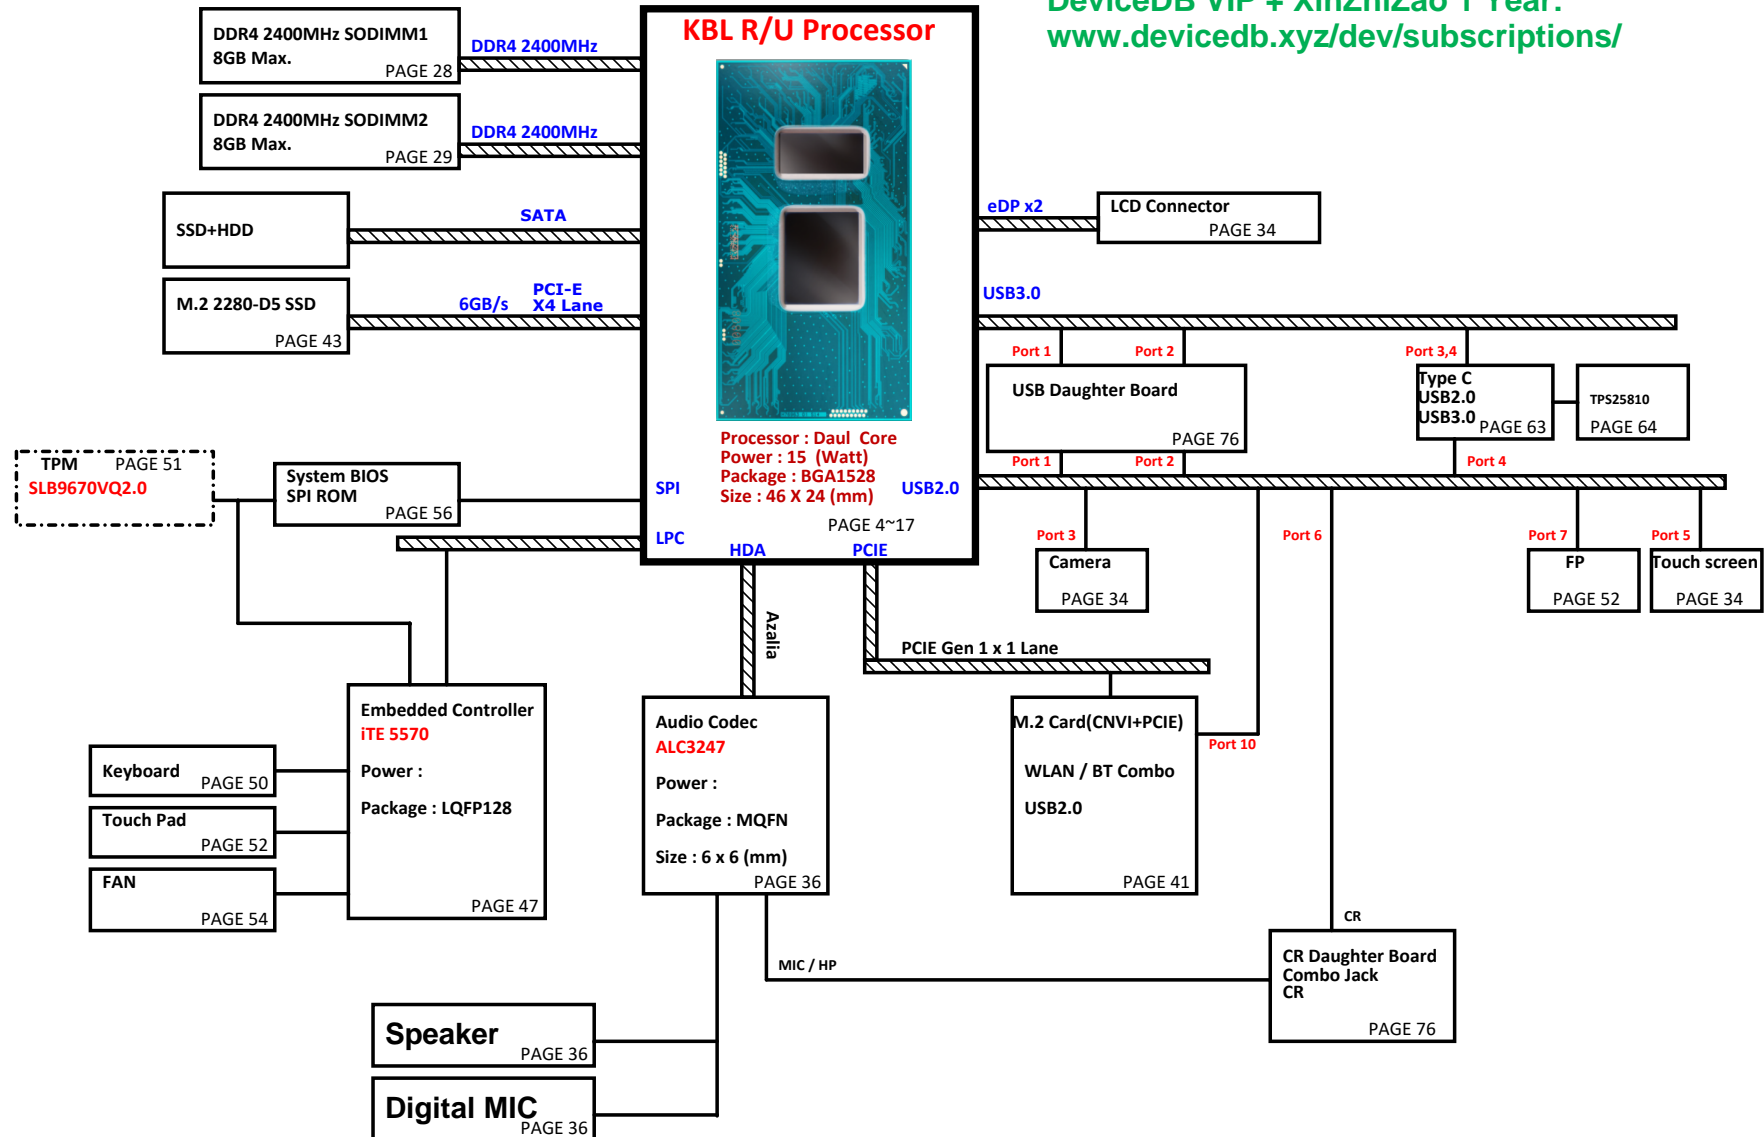 DeviceDB VIP + XinZhiZao 1 Year:
www.devicedb.xyz/dev/subscriptions/
KBL R/U Processor
DDR4 2400MHz SODIMM1
8GB Max.
PAGE 28
DDR4 2400MHz
DDR4 2400MHz SODIMM2
8GB Max.
PAGE 29
DDR4 2400MHz
SSD+HDD
SATA
M.2 2280-D5 SSD
PAGE 43
6GB/s
PCI-E
X4 Lane
eDP x2
LCD Connector
PAGE 34
USB3.0
Port 1
Port 2
Port 3,4
USB Daughter Board
PAGE 76
Type C
USB2.0
USB3.0
PAGE 63
TPS25810
PAGE 64
Port 1
Port 2
Port 4
Processor : Daul Core
Power : 15 (Watt)
Package : BGA1528
Size : 46 X 24 (mm)
PAGE 4~17
SPI
USB2.0
LPC
HDA
PCIE
TPM PAGE 51
SLB9670VQ2.0
System BIOS
SPI ROM
PAGE 56
Port 3
Port 6
Port 7
Port 5
Camera
PAGE 34
FP
PAGE 52
Touch screen
PAGE 34
Azalia
PCIE Gen 1 x 1 Lane
Embedded Controller
iTE 5570
Power :
Package : LQFP128
PAGE 47
Keyboard
PAGE 50
Touch Pad
PAGE 52
FAN
PAGE 54
Audio Codec
ALC3247
Power :
Package : MQFN
Size : 6 x 6 (mm)
PAGE 36
M.2 Card(CNVI+PCIE)
WLAN / BT Combo
USB2.0
PAGE 41
Port 10
CR
MIC / HP
CR Daughter Board
Combo Jack
CR
PAGE 76
Speaker
PAGE 36
Digital MIC
PAGE 36